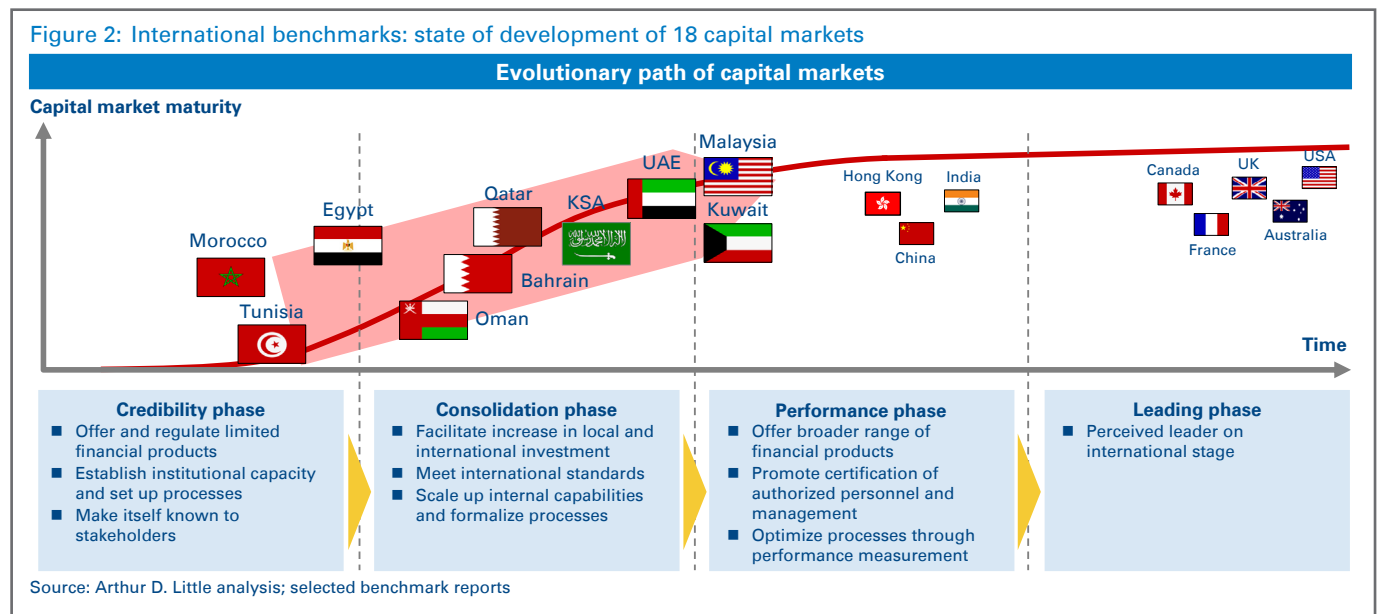 Figure 2: International benchmarks: state of development of 18 capital markets
Evolutionary path of capital markets
Capital market maturity
Malaysia
UAE
USA
UK
Canada
Hong Kong
India
Qatar
KSA
Egypt
Kuwait
Morocco
Australia
France
China
Bahrain
Tunisia
Oman
Time
Credibility phase
■ Offer and regulate limited
financial products
■ Establish institutional capacity
and set up processes
■ Make itself known to
stakeholders
Consolidation phase
■ Facilitate increase in local and
international investment
■ Meet international standards
■ Scale up internal capabilities
and formalize processes
Performance phase
■ Offer broader range of
financial products
■ Promote certification of
authorized personnel and
management
■ Optimize processes through
performance measurement
Leading phase
■ Perceived leader on
international stage
Source: Arthur D. Little analysis; selected benchmark reports